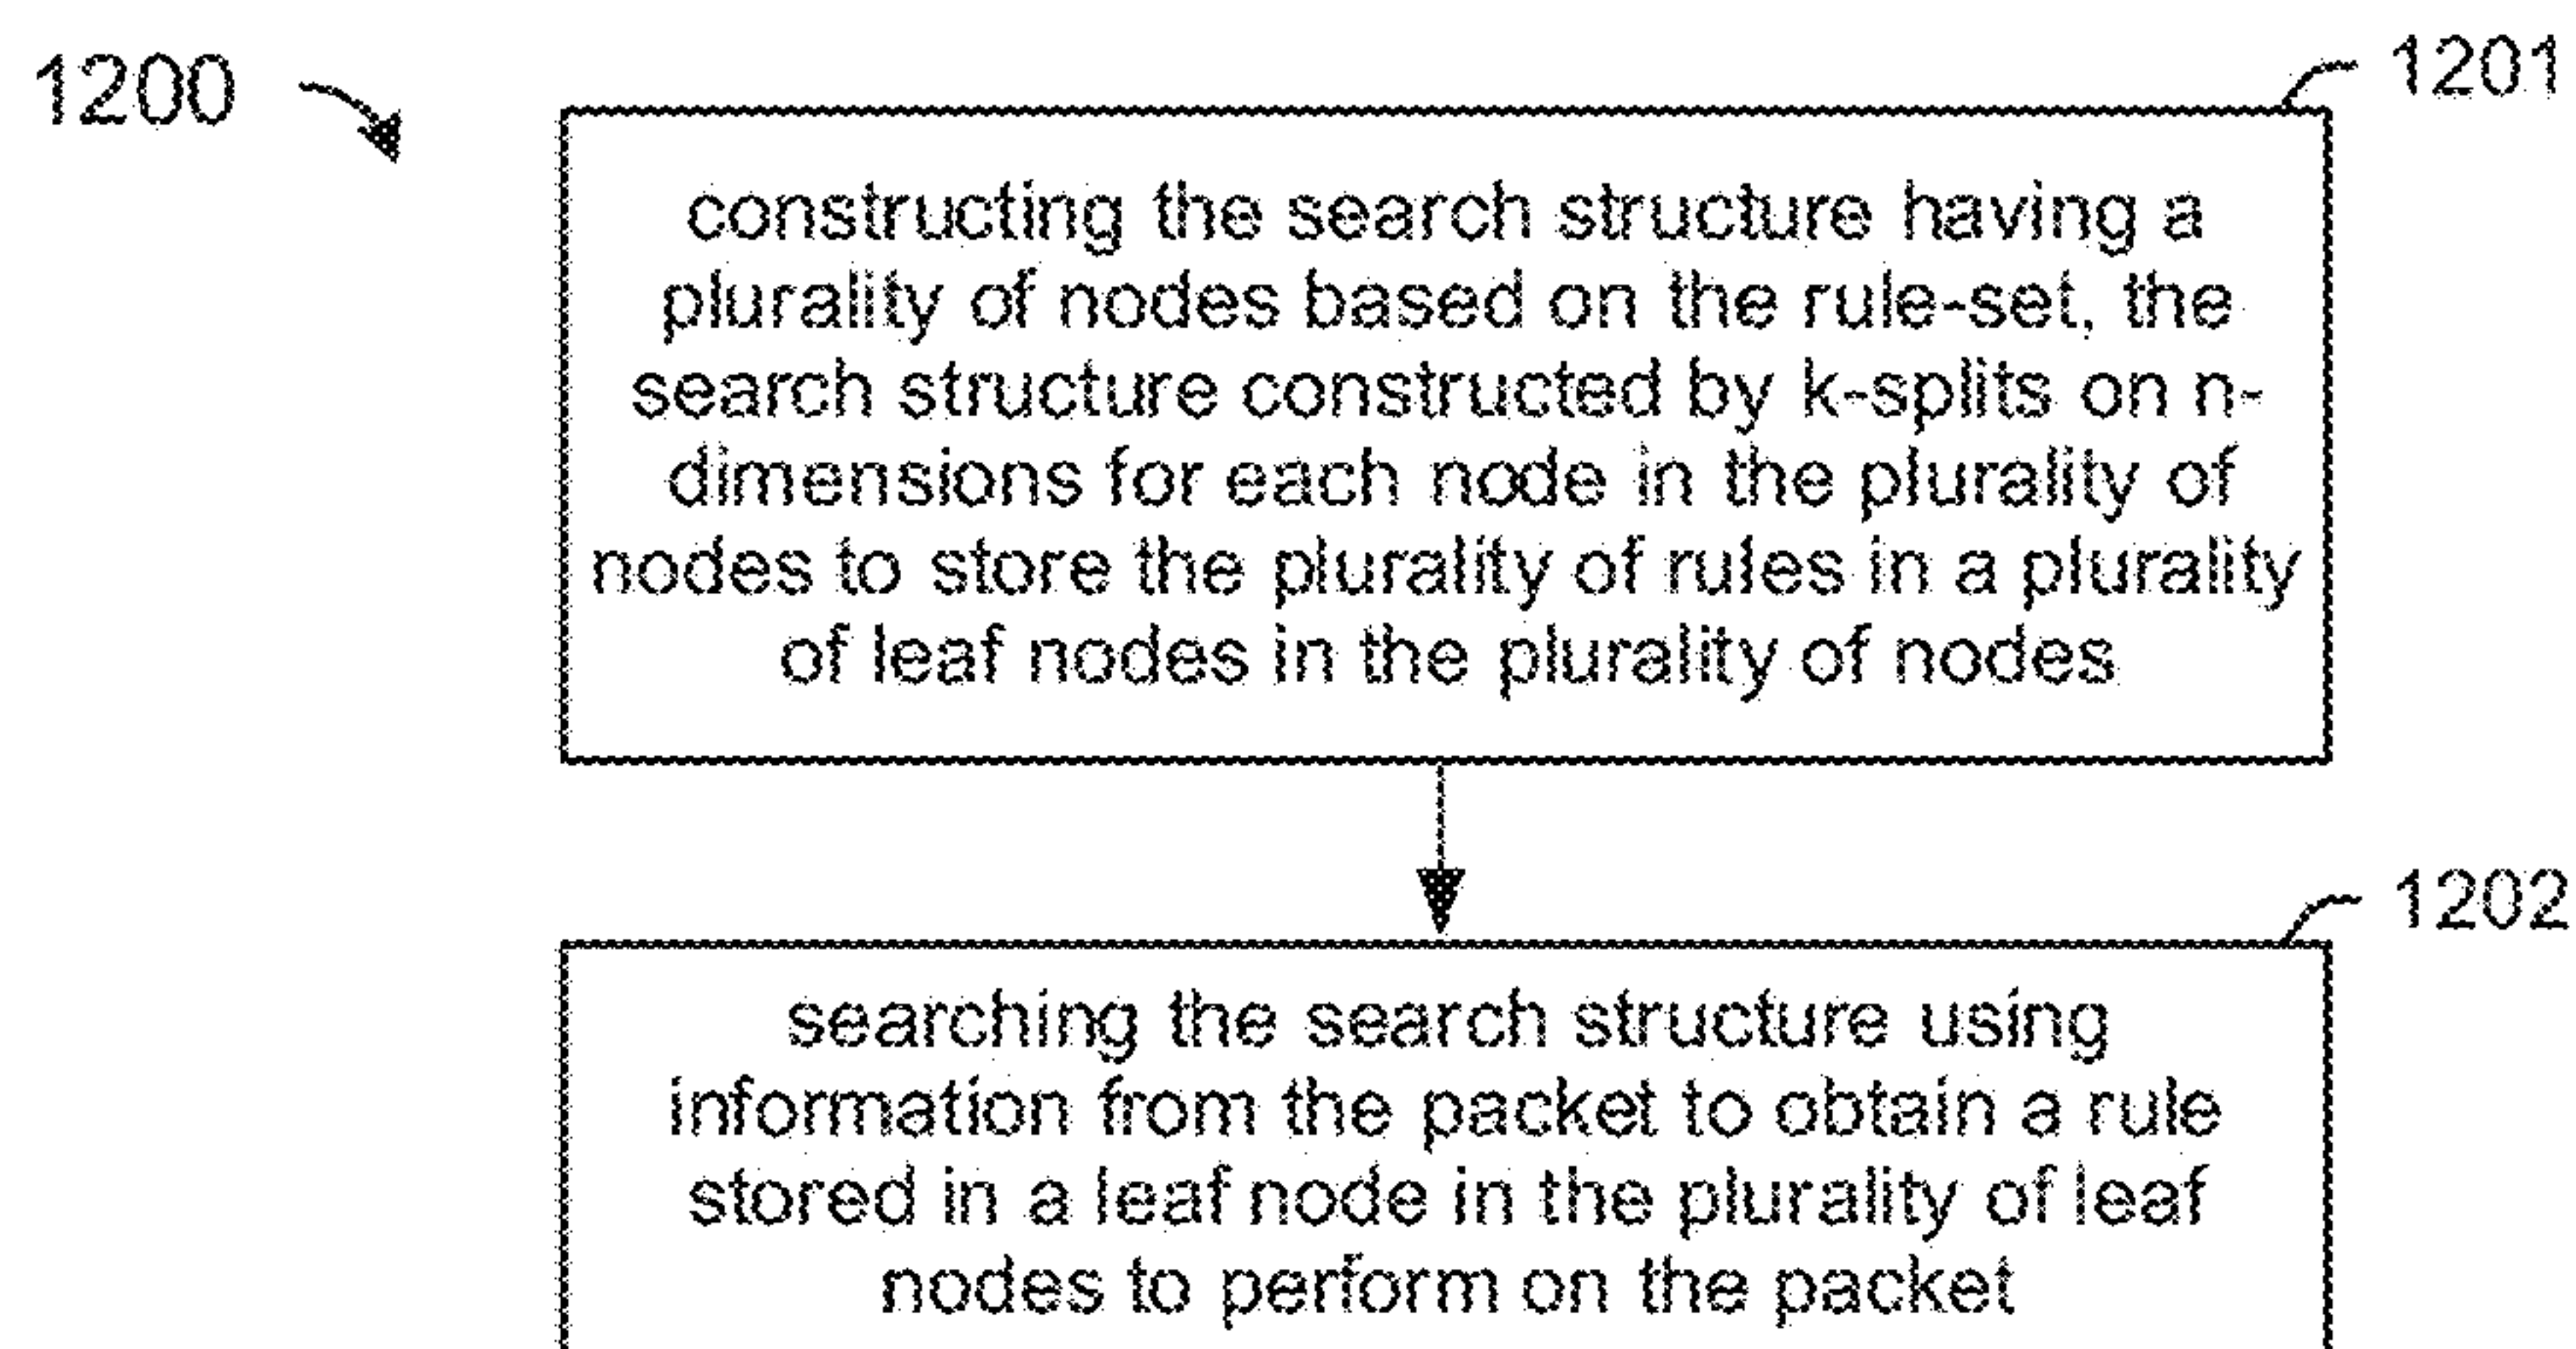 1200
1201
constructing the search structure having a
plurality of nodes based on the rule-set, the
search structure constructed by k-splits on n-
dimensions for each node in the plurality of
nodes to store the plurality of rules in a plurality
of leaf nodes in the plurality of nodes
1202
searching the search structure using
information from the packet to obtain a rule
stored in a leaf node in the plurality of leaf
nodes to perform on the packet